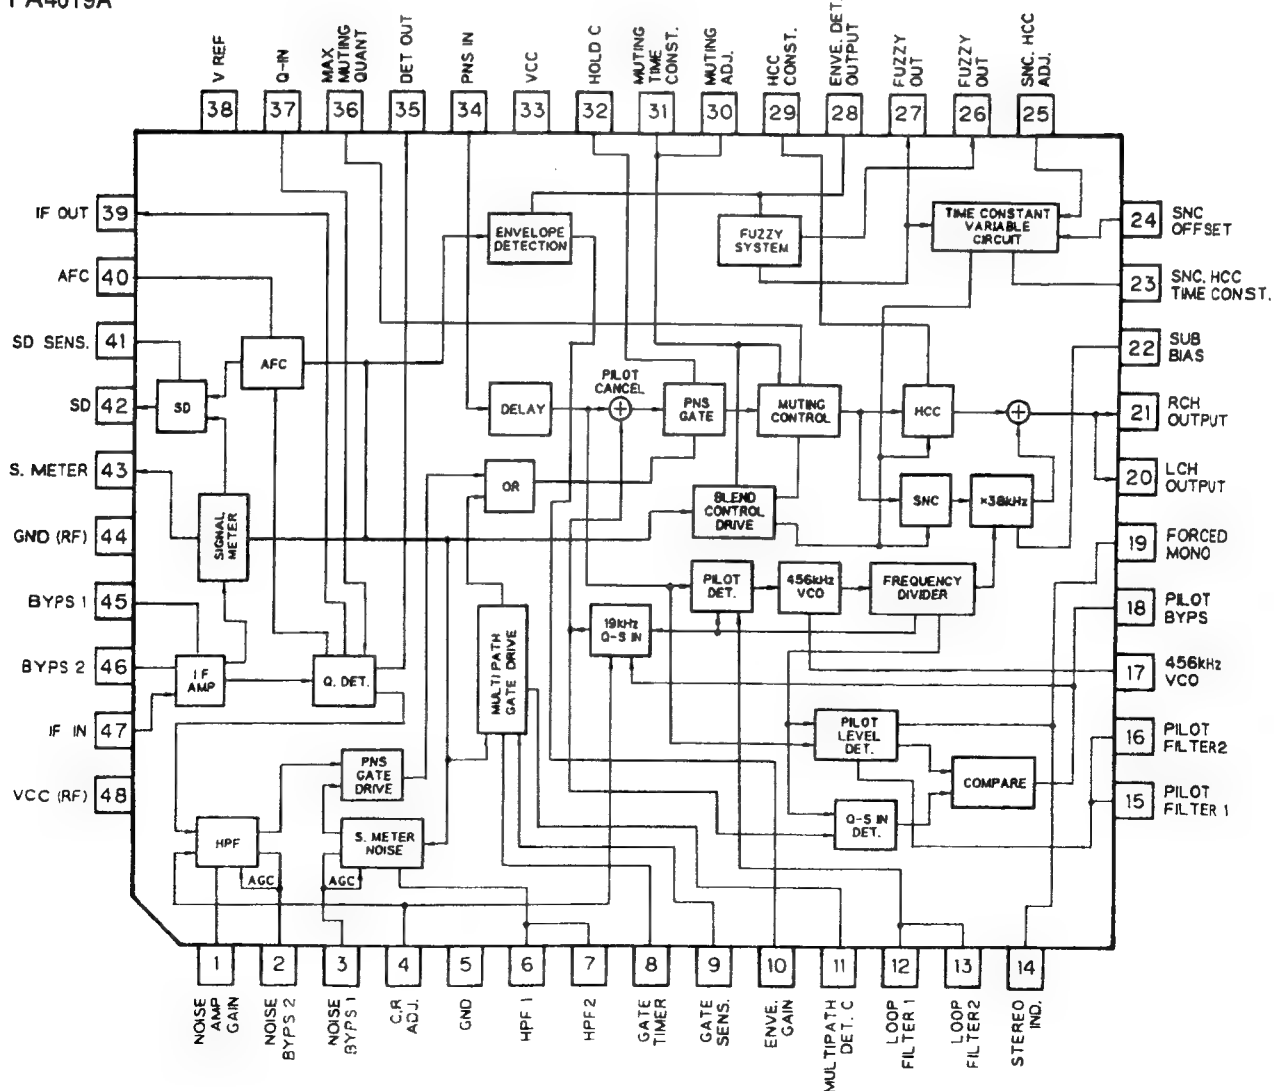 V REF
Q-IN
MAX
MUTING
QUANT
DET OUT
PNS IN
VCC
HOLD C
MUTING
TIME
CONST.
MUTING
ADJ.
HCC
CONST.
ENVE. DET.
OUTPUT
FUZZY
OUT
FUZZY
OUT
SNC. HCC
ADJ.
38
37
36
35
34
33
32
31
30
29
28
27
26
25
IF OUT 39
AFC 40
SD SENS. 41
SD 42
S. METER 43
GND (RF) 44
BYPS 1 45
BYPS 2 46
IF IN 47
VCC (RF) 48
ENVELOPE
DETECTION
FUZZY
SYSTEM
TIME CONSTANT
VARIABLE
CIRCUIT
AFC
SD
SIGNAL
METER
DELAY
PILOT
CANCEL
PNS
GATE
MUTING
CONTROL
HCC
OR
BLEND
CONTROL
DRIVE
SNC
×38kHz
PILOT
DET.
456kHz
VCO
FREQUENCY
DIVIDER
19kHz
Q-S IN
MULTIPATH
GATE DRIVE
I F
AMP
Q. DET.
PILOT
LEVEL
DET.
COMPARE
Q-S IN
DET.
PNS
GATE
DRIVE
HPF
S. METER
NOISE
AGC
AGC
24 SNC
OFFSET
23 SNC. HCC
TIME CONST.
22 SUB
BIAS
21 RCH
OUTPUT
20 LCH
OUTPUT
19 FORCED
MONO
18 PILOT
BYPS
17 456kHz
VCO
16 PILOT
FILTER2
15 PILOT
FILTER 1
1
2
3
4
5
6
7
8
9
10
11
12
13
14
NOISE
AMP
GAIN
NOISE
BYPS 2
NOISE
BYPS 1
C.R
ADJ.
GND
HPF 1
HPF 2
GATE
TIMER
GATE
SENS.
ENVE.
GAIN
MULTIPATH
DET. C
LOOP
FILTER 1
LOOP
FILTER2
STEREO
IND.